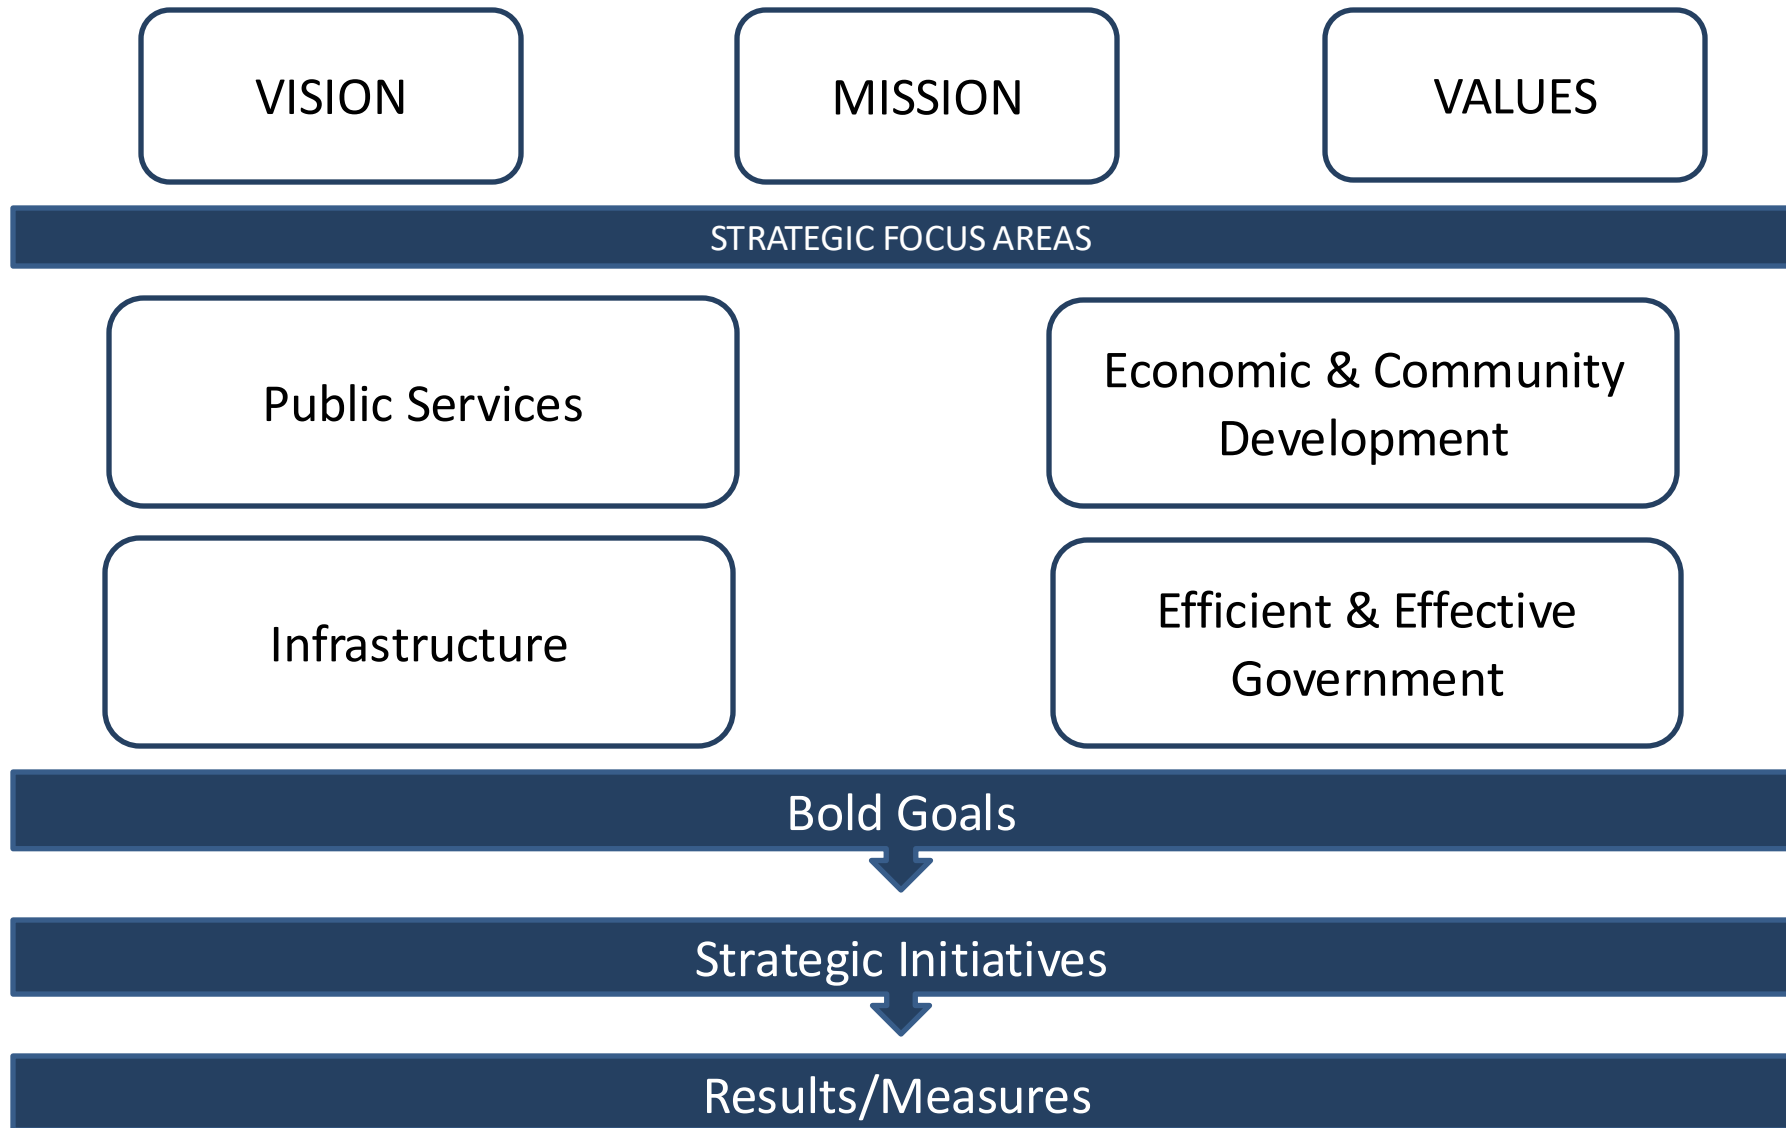 VISION
MISSION
VALUES
STRATEGIC FOCUS AREAS
Public Services
Economic & Community
Development
Infrastructure
Efficient & Effective
Government
Bold Goals
Strategic Initiatives
Results/Measures